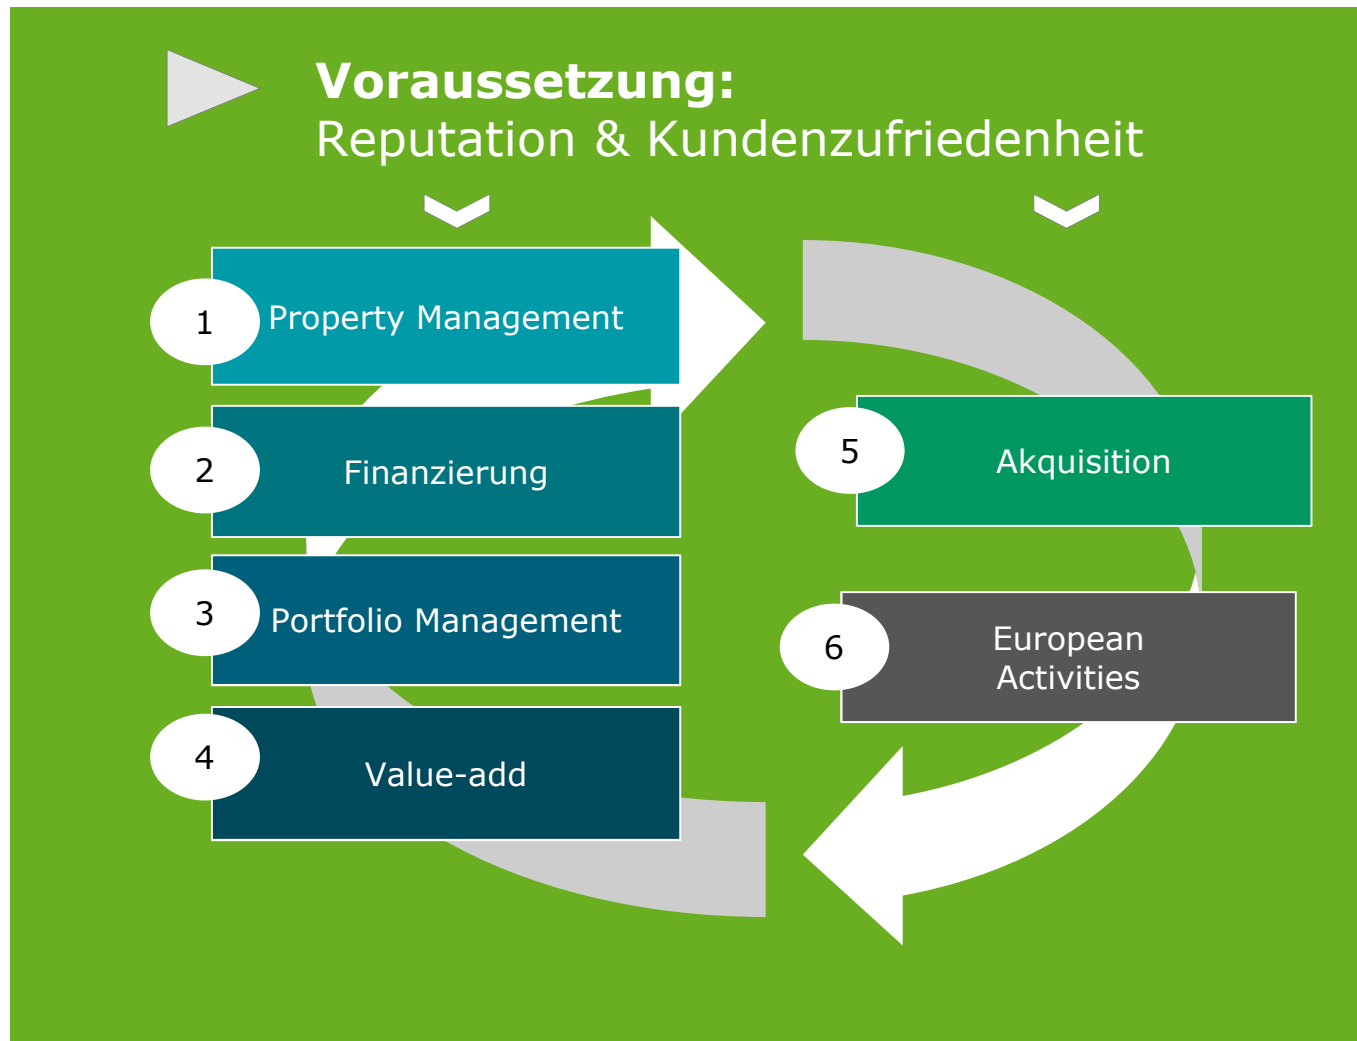 Voraussetzung:
Reputation & Kundenzufriedenheit
1
Property Management
2
Finanzierung
3
Portfolio Management
4
Value-add
5
Akquisition
6
European
Activities